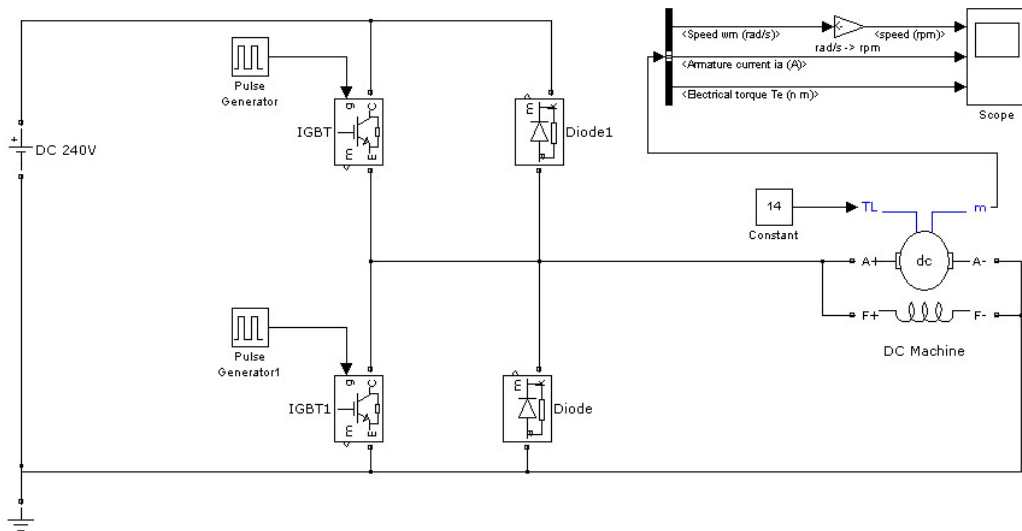 <Speed wm (rad/s)>
<speed (rpm)>
rad/s -> rpm
<Armature current ia (A)>
<Electrical torque Te (n m)>
Scope
Pulse
Generator
g C
IGBT
m E
m k
Diode1
a
+
DC 240V
14
Constant
TL
m
A+
dc
A-
F+
F-
DC Machine
Pulse
Generator1
g C
IGBT1
m E
m k
Diode
a